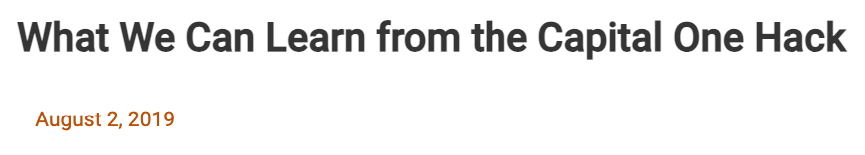 What We Can Learn from the Capital One Hack
August 2, 2019